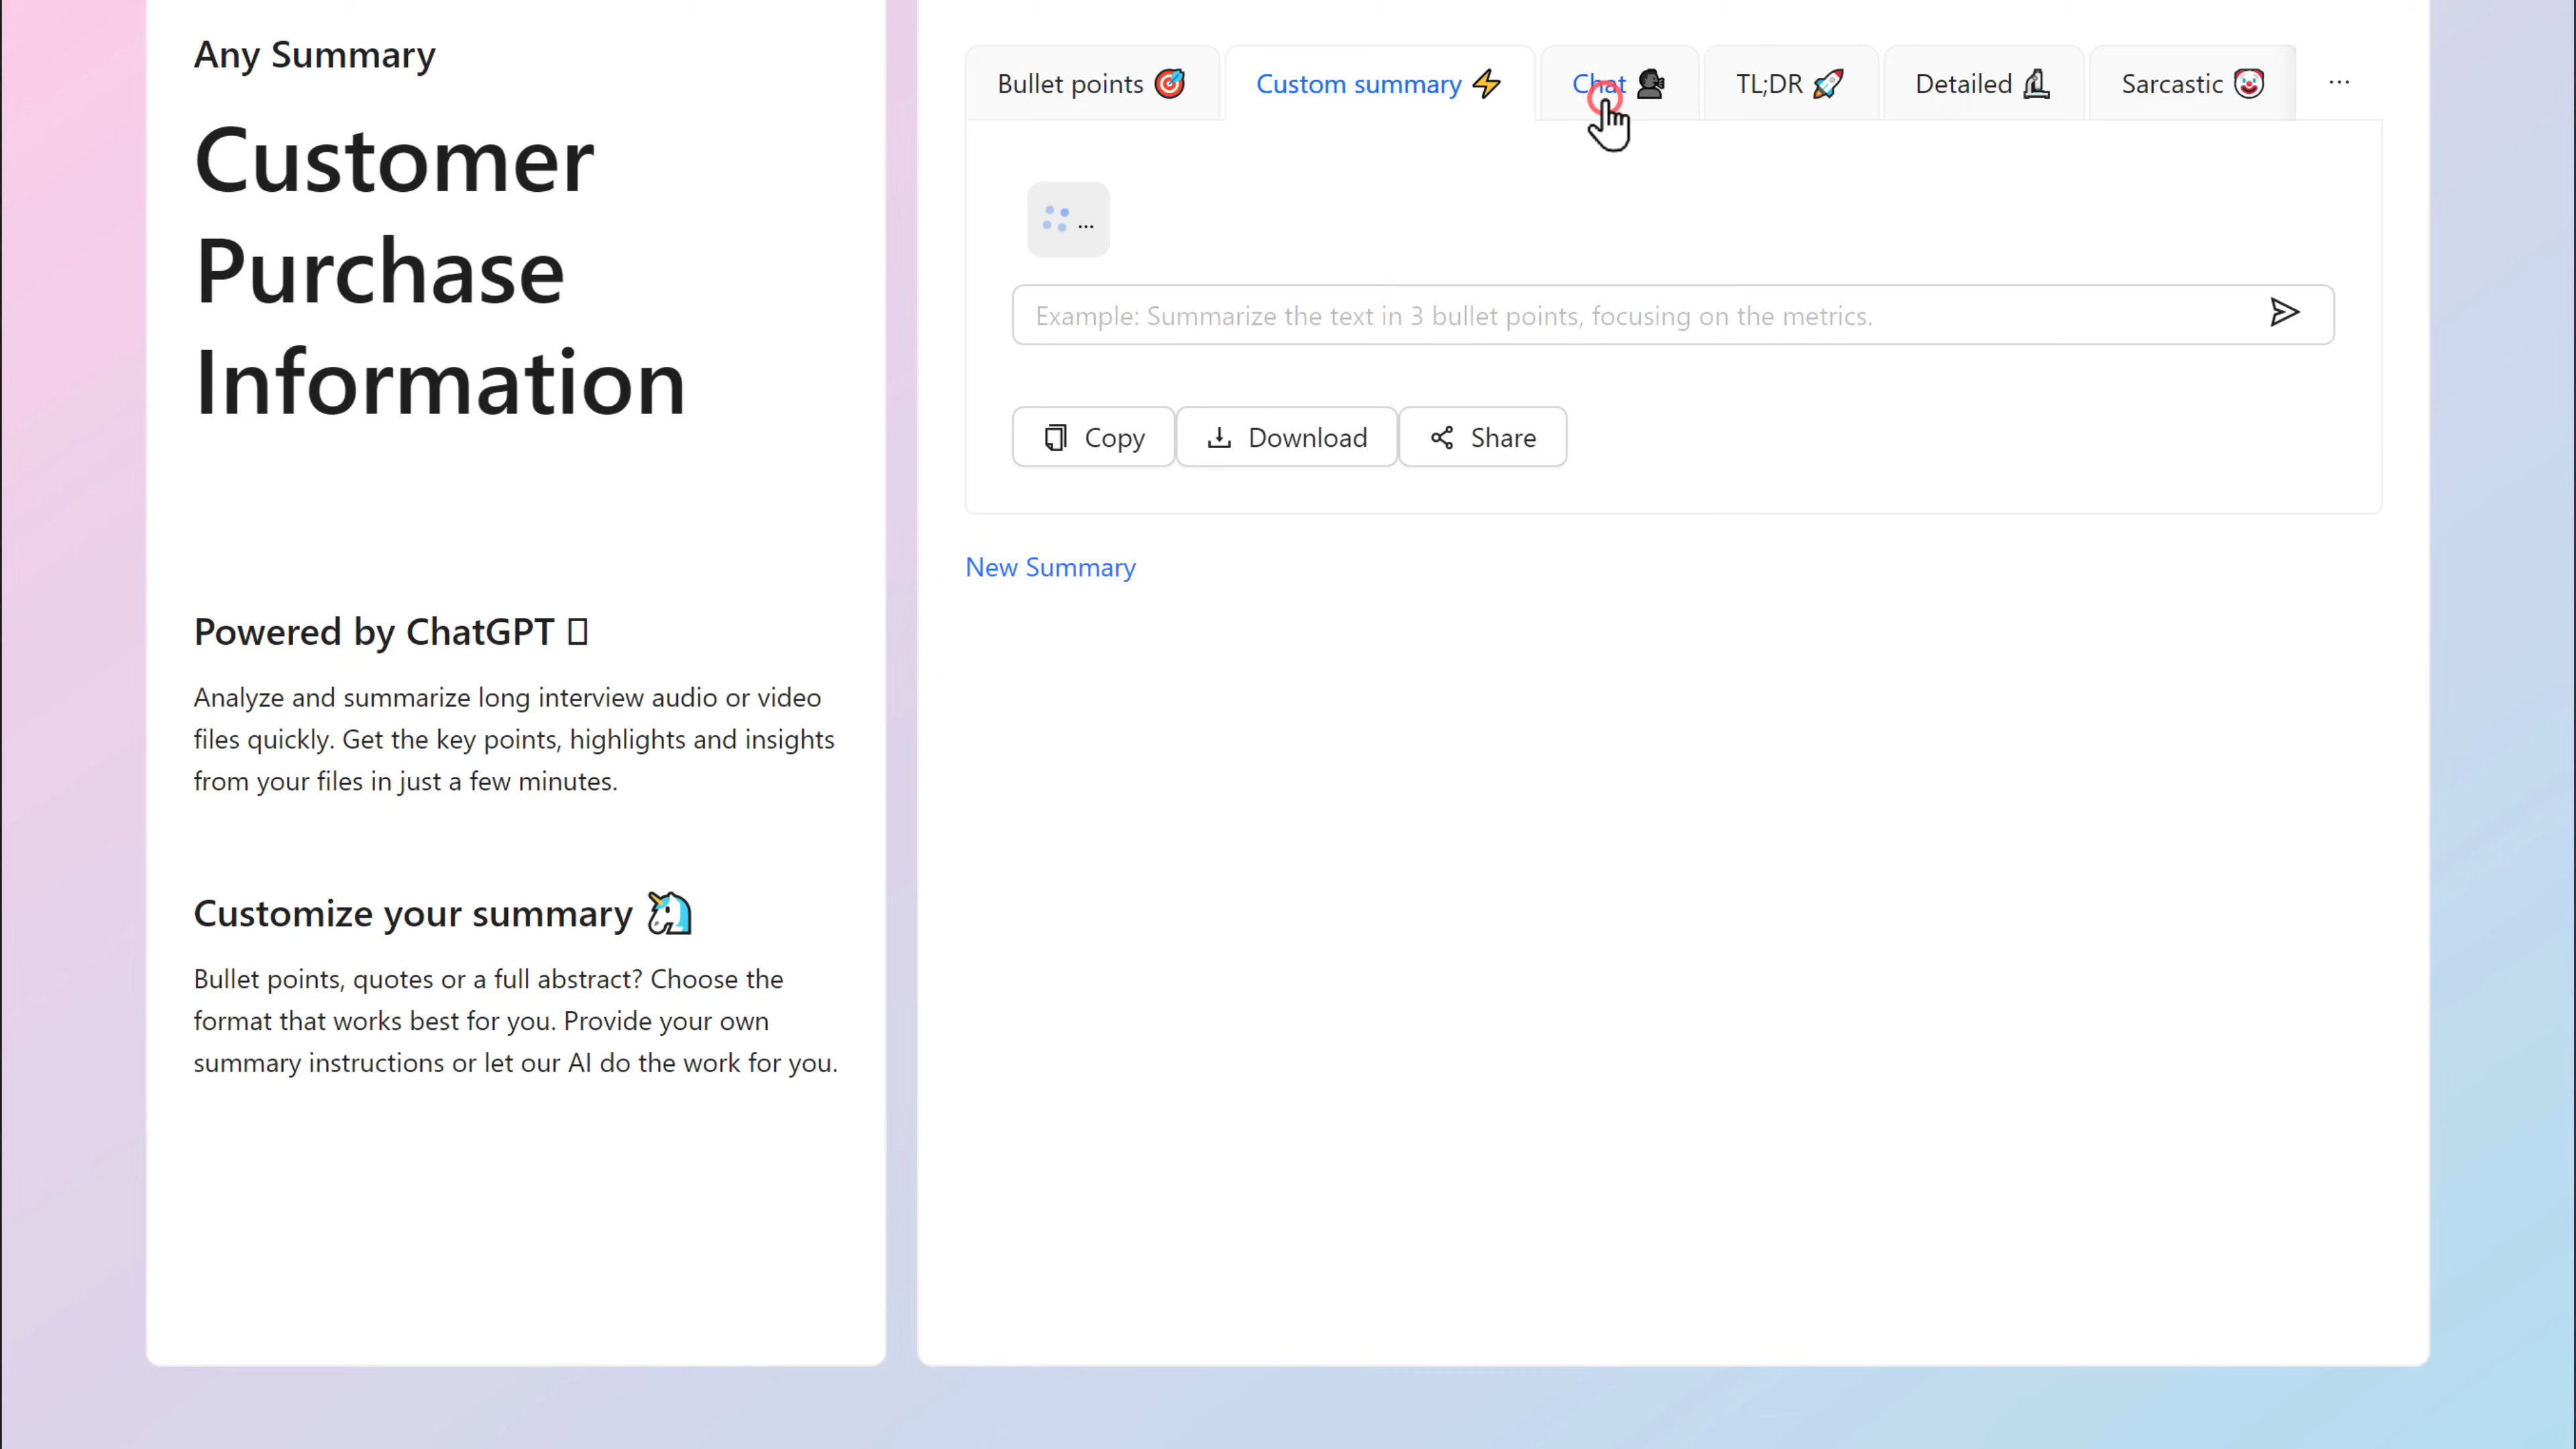 Any Summary
Customer
Purchase
Information
Powered by ChatGPT
Analyze and summarize long interview audio or video
files quickly. Get the key points, highlights and insights
from your files in just a few minutes.
Customize your summary
Bullet points, quotes or a full abstract? Choose the
format that works best for you. Provide your own
summary instructions or let our AI do the work for you.
Bullet points Custom summary Chat TL;DR Detailed Sarcastic ...
...
Example: Summarize the text in 3 bullet points, focusing on the metrics.
Copy Download Share
New Summary